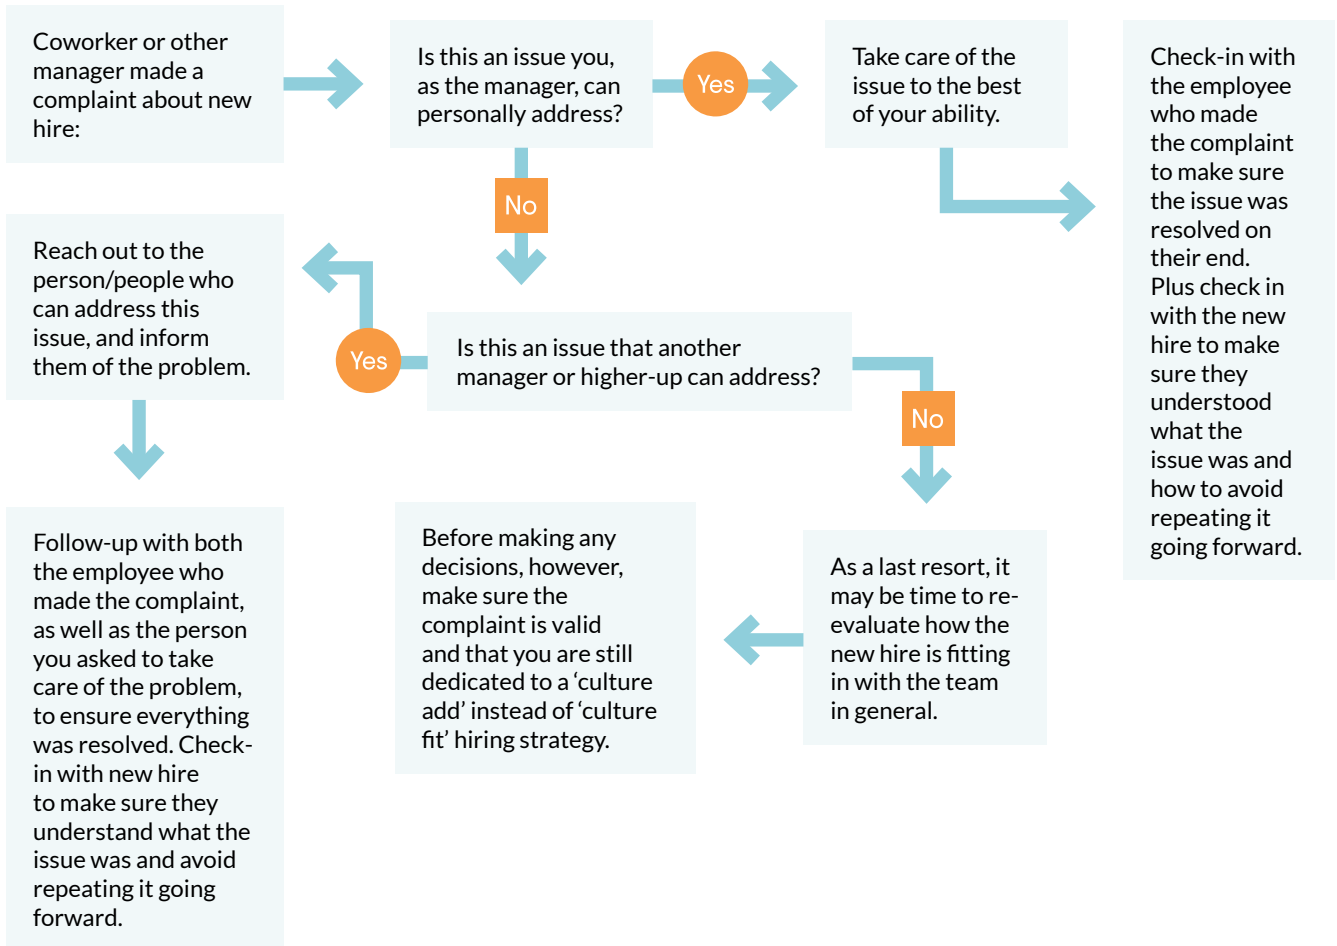 Coworker or other
manager made a
complaint about new
hire:
Is this an issue you,
as the manager, can
personally address?
Yes
Take care of the
issue to the best
of your ability.
Check-in with
the employee
who made
the complaint
to make sure
the issue was
resolved on
their end.
Plus check in
with the new
hire to make
sure they
understood
what the
issue was and
how to avoid
repeating it
going forward.
No
Reach out to the
person/people who
can address this
issue, and inform
them of the problem.
Yes
Is this an issue that another
manager or higher-up can address?
No
Follow-up with both
the employee who
made the complaint,
as well as the person
you asked to take
care of the problem,
to ensure everything
was resolved. Check-
in with new hire
to make sure they
understand what the
issue was and avoid
repeating it going
forward.
Before making any
decisions, however,
make sure the
complaint is valid
and that you are still
dedicated to a ‘culture
add’ instead of ‘culture
fit’ hiring strategy.
As a last resort, it
may be time to re-
evaluate how the
new hire is fitting
in with the team
in general.